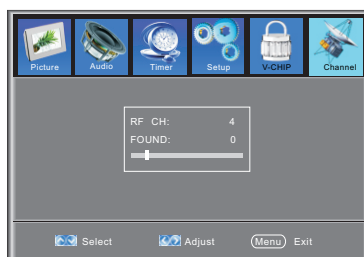 Picture Audio Timer Setup V-CHIP Channel
RF CH: 4
FOUND: 0
Select Adjust Menu Exit